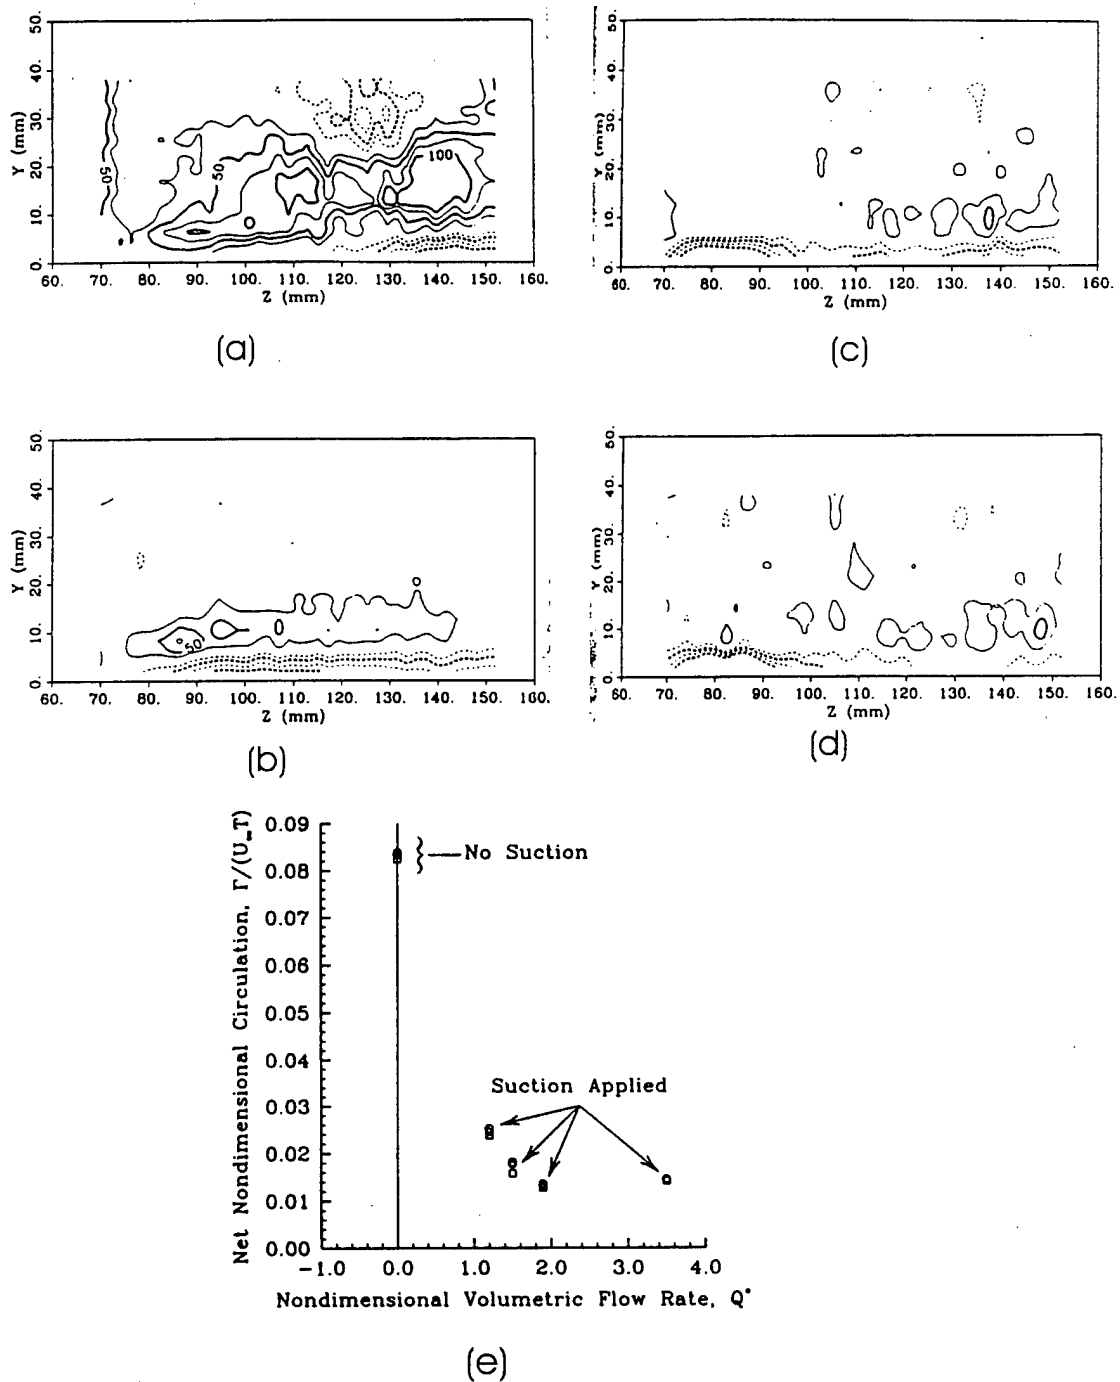 50.
40.
30.
20.
10.
0.
Y (mm)
50
50
100
60. 70. 80. 90. 100. 110. 120. 130. 140. 150. 160.
Z (mm)
(a)
50.
40.
30.
20.
10.
0.
Y (mm)
60. 70. 80. 90. 100. 110. 120. 130. 140. 150. 160.
Z (mm)
(c)
50.
40.
30.
20.
10.
0.
Y (mm)
50
60. 70. 80. 90. 100. 110. 120. 130. 140. 150. 160.
Z (mm)
(b)
50.
40.
30.
20.
10.
0.
Y (mm)
60. 70. 80. 90. 100. 110. 120. 130. 140. 150. 160.
Z (mm)
(d)
Net Nondimensional Circulation, Γ/(U∞T)
0.09
0.08
0.07
0.06
0.05
0.04
0.03
0.02
0.01
0.00
No Suction
Suction Applied
-1.0 0.0 1.0 2.0 3.0 4.0
Nondimensional Volumetric Flow Rate, Q*
(e)